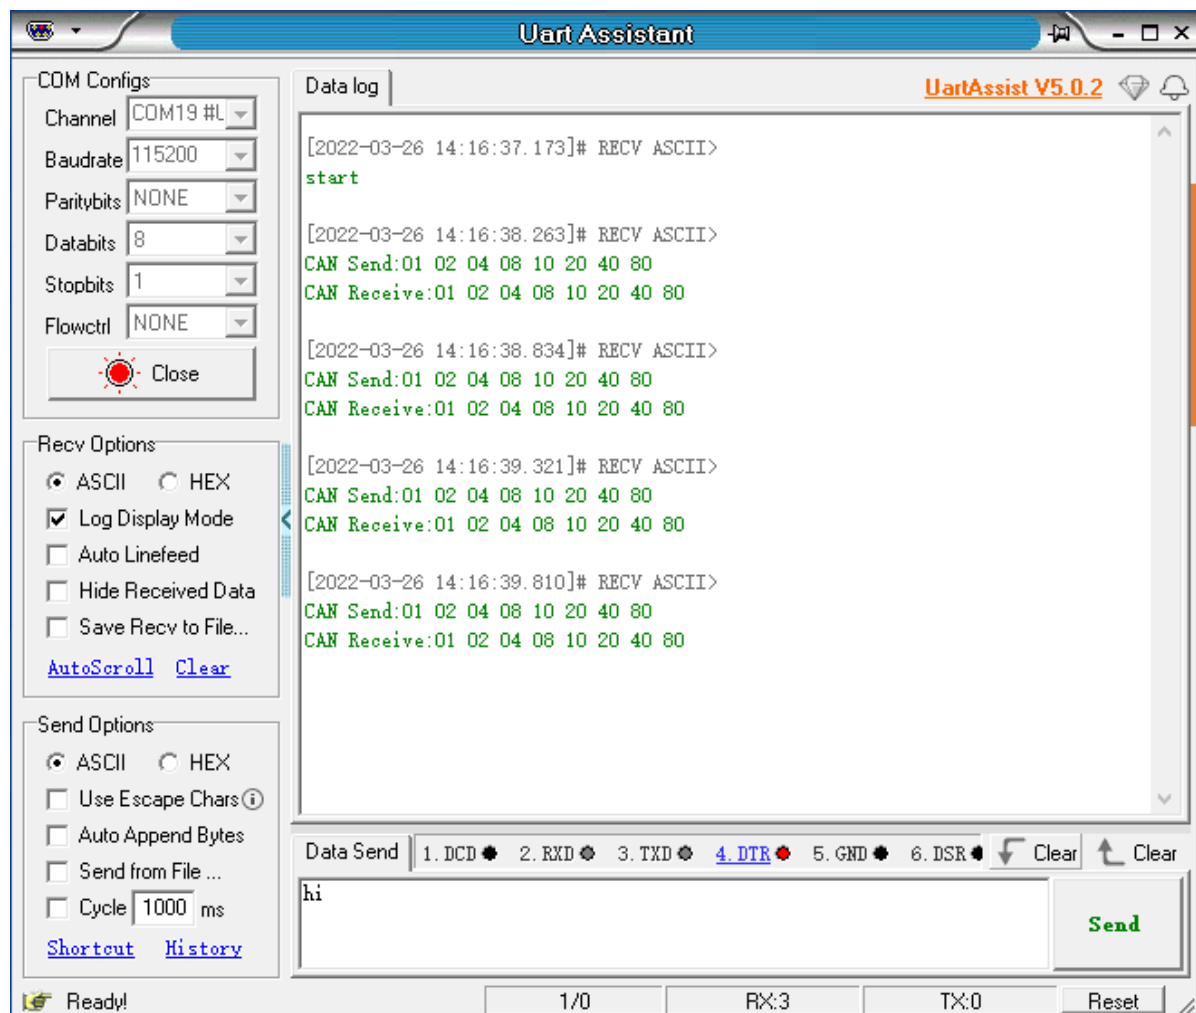 Uart Assistant
COM Configs
Channel COM19 #L
Baudrate 115200
Paritybits NONE
Databits 8
Stopbits 1
Flowctrl NONE
Close
Recv Options
ASCII HEX
Log Display Mode
Auto Linefeed
Hide Received Data
Save Recv to File...
AutoScroll Clear
Send Options
ASCII HEX
Use Escape Chars
Auto Append Bytes
Send from File ...
Cycle 1000 ms
Shortcut History
Data log
UartAssist V5.0.2
[2022-03-26 14:16:37.173]# RECV ASCII>
start
[2022-03-26 14:16:38.263]# RECV ASCII>
CAN Send:01 02 04 08 10 20 40 80
CAN Receive:01 02 04 08 10 20 40 80
[2022-03-26 14:16:38.834]# RECV ASCII>
CAN Send:01 02 04 08 10 20 40 80
CAN Receive:01 02 04 08 10 20 40 80
[2022-03-26 14:16:39.321]# RECV ASCII>
CAN Send:01 02 04 08 10 20 40 80
CAN Receive:01 02 04 08 10 20 40 80
[2022-03-26 14:16:39.810]# RECV ASCII>
CAN Send:01 02 04 08 10 20 40 80
CAN Receive:01 02 04 08 10 20 40 80
Data Send 1. DCD 2. RXD 3. TXD 4. DTR 5. GND 6. DSR Clear Clear
hi
Send
Ready! 1/0 RX:3 TX:0 Reset